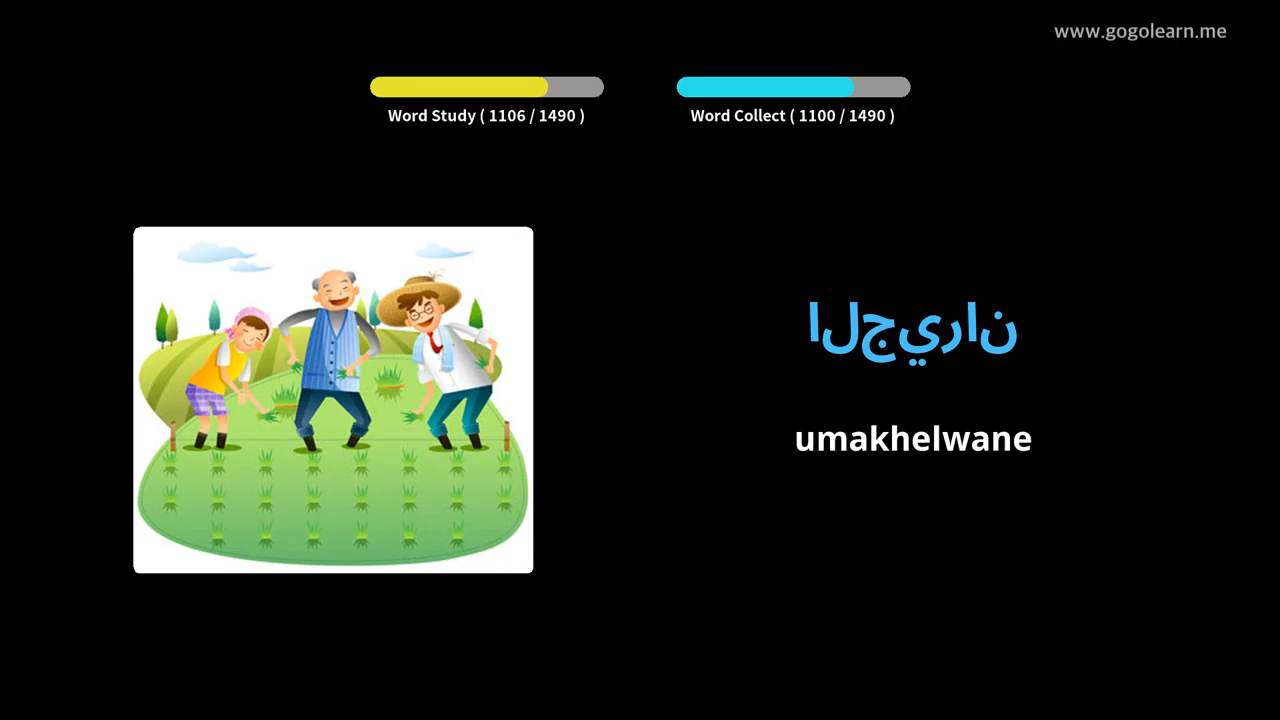 www.gogolearn.me
Word Study ( 1106 / 1490 )
Word Collect ( 1100 / 1490 )
الجيران
umakhelwane